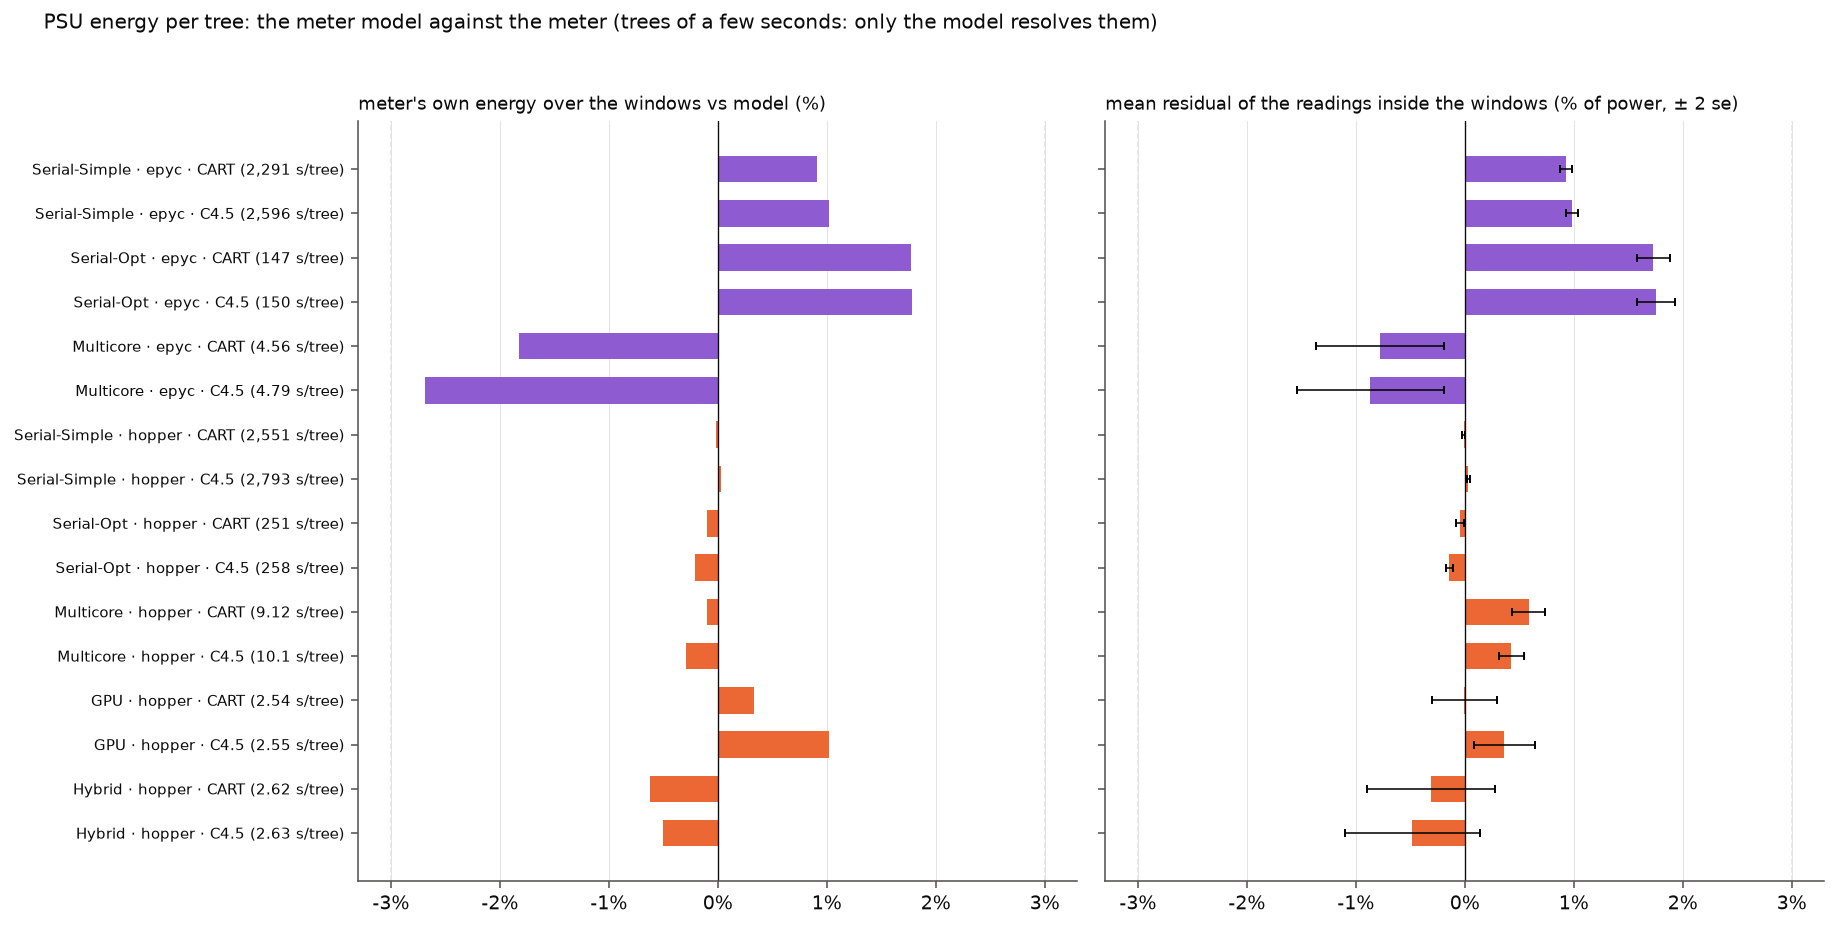 PSU energy per tree: the meter model against the meter (trees of a few seconds: only the model resolves them)
meter's own energy over the windows vs model (%)
mean residual of the readings inside the windows (% of power, ± 2 se)
Serial-Simple · epyc · CART (2,291 s/tree)
Serial-Simple · epyc · C4.5 (2,596 s/tree)
Serial-Opt · epyc · CART (147 s/tree)
Serial-Opt · epyc · C4.5 (150 s/tree)
Multicore · epyc · CART (4.56 s/tree)
Multicore · epyc · C4.5 (4.79 s/tree)
Serial-Simple · hopper · CART (2,551 s/tree)
Serial-Simple · hopper · C4.5 (2,793 s/tree)
Serial-Opt · hopper · CART (251 s/tree)
Serial-Opt · hopper · C4.5 (258 s/tree)
Multicore · hopper · CART (9.12 s/tree)
Multicore · hopper · C4.5 (10.1 s/tree)
GPU · hopper · CART (2.54 s/tree)
GPU · hopper · C4.5 (2.55 s/tree)
Hybrid · hopper · CART (2.62 s/tree)
Hybrid · hopper · C4.5 (2.63 s/tree)
-3% -2% -1% 0% 1% 2% 3%
-3% -2% -1% 0% 1% 2% 3%